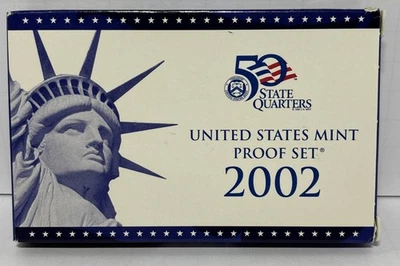 50
STATE
QUARTERS
UNITED STATES MINT
PROOF SET®
2002